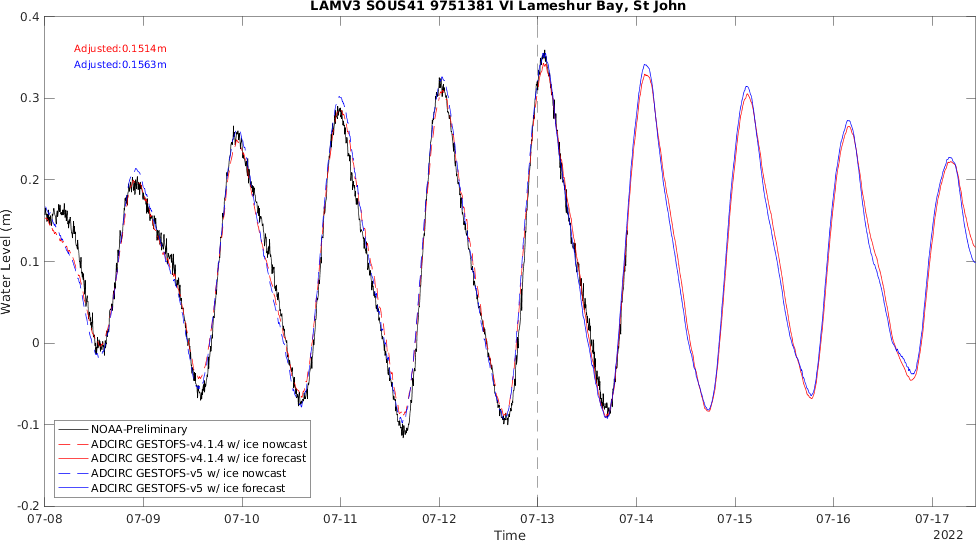 LAMV3 SOUS41 9751381 VI Lameshur Bay, St John
0.4
Adjusted:0.1514m
Adjusted:0.1563m
0.3
0.2
0.1
0
-0.1
-0.2
Water Level (m)
NOAA-Preliminary
ADCIRC GESTOFS-v4.1.4 w/ ice nowcast
ADCIRC GESTOFS-v4.1.4 w/ ice forecast
ADCIRC GESTOFS-v5 w/ ice nowcast
ADCIRC GESTOFS-v5 w/ ice forecast
07-08 07-09 07-10 07-11 07-12 07-13 07-14 07-15 07-16 07-17
Time
2022